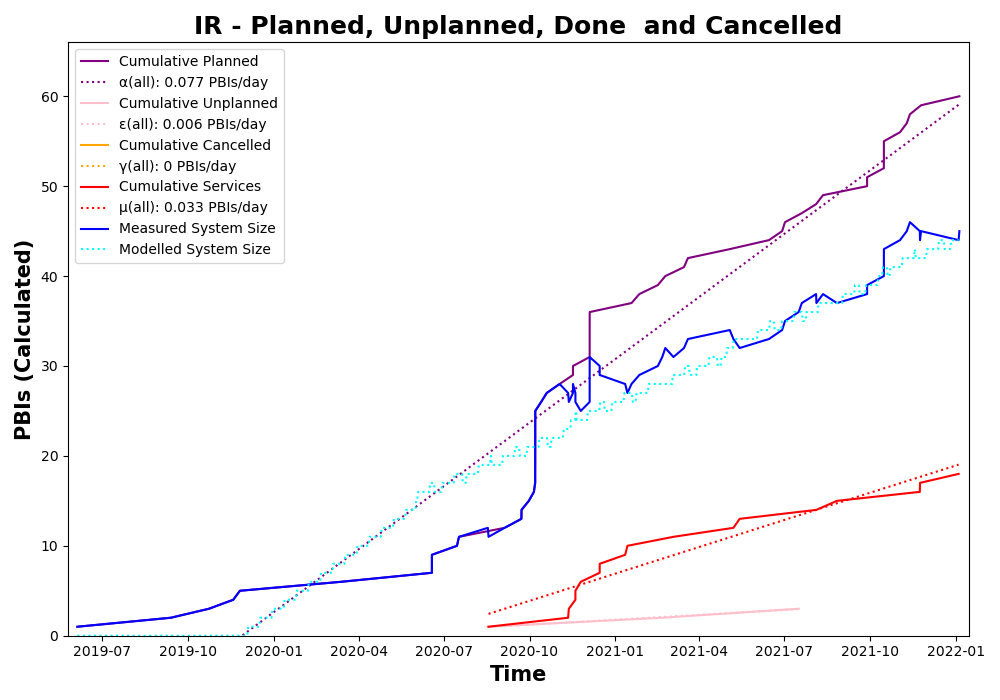 IR - Planned, Unplanned, Done  and Cancelled
Cumulative Planned
α(all): 0.077 PBIs/day
Cumulative Unplanned
ε(all): 0.006 PBIs/day
Cumulative Cancelled
γ(all): 0 PBIs/day
Cumulative Services
μ(all): 0.033 PBIs/day
Measured System Size
Modelled System Size
PBIs (Calculated)
60
50
40
30
20
10
0
2019-07 2019-10 2020-01 2020-04 2020-07 2020-10 2021-01 2021-04 2021-07 2021-10 2022-01
Time